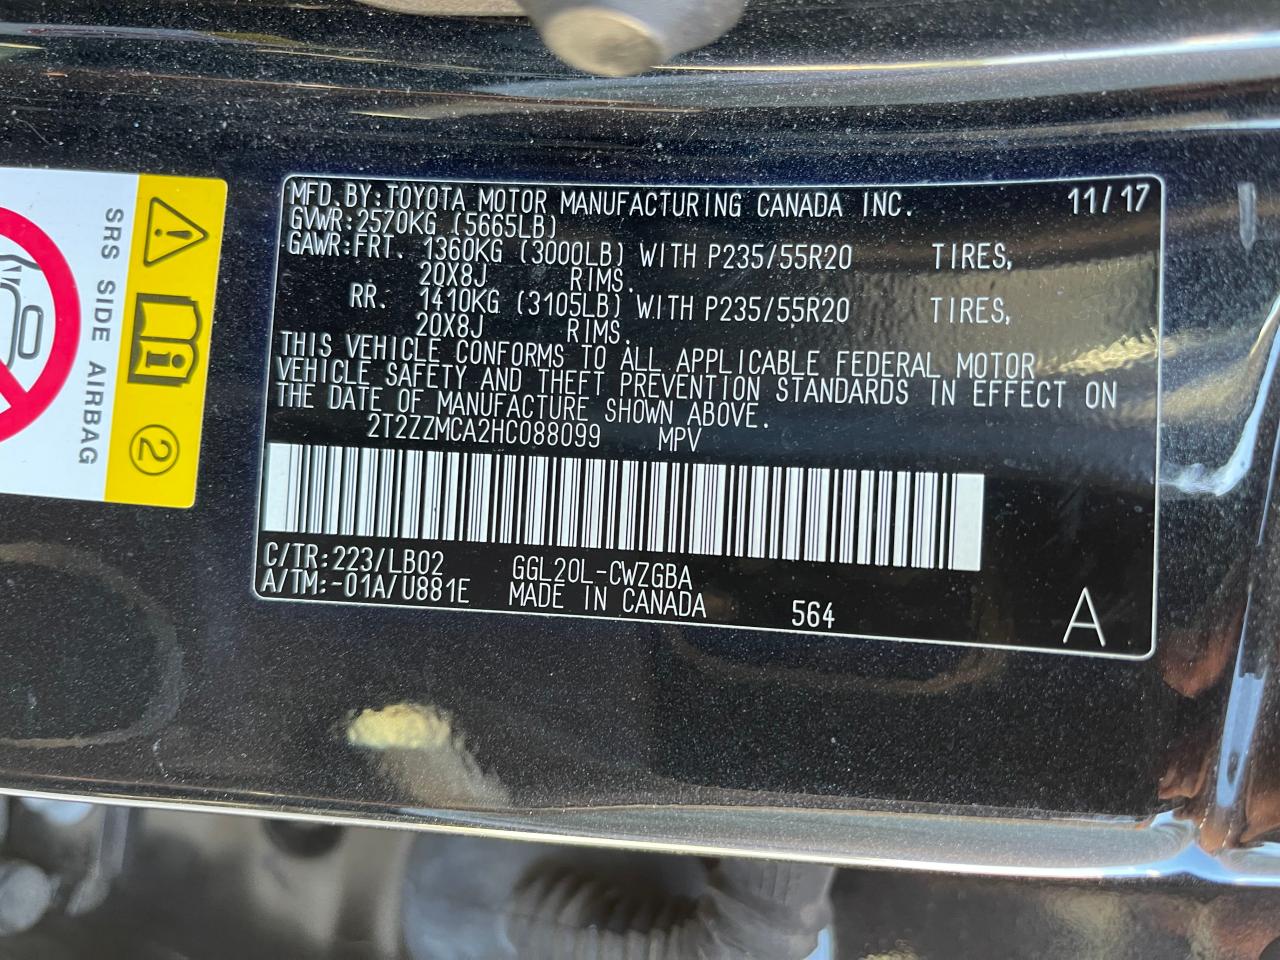 SRS SIDE AIRBAG
2
MFD.BY:TOYOTA MOTOR MANUFACTURING CANADA INC. 11/17
GVWR:2570KG (5665LB)
GAWR:FRT. 1360KG (3000LB) WITH P235/55R20 TIRES,
20X8J RIMS.
RR. 1410KG (3105LB) WITH P235/55R20 TIRES,
20X8J RIMS.
THIS VEHICLE CONFORMS TO ALL APPLICABLE FEDERAL MOTOR
VEHICLE SAFETY AND THEFT PREVENTION STANDARDS IN EFFECT ON
THE DATE OF MANUFACTURE SHOWN ABOVE.
2T2ZZMCA2HC088099 MPV
C/TR:223/LB02 GGL20L-CWZGBA
A/TM:-01A/U881E MADE IN CANADA 564 A